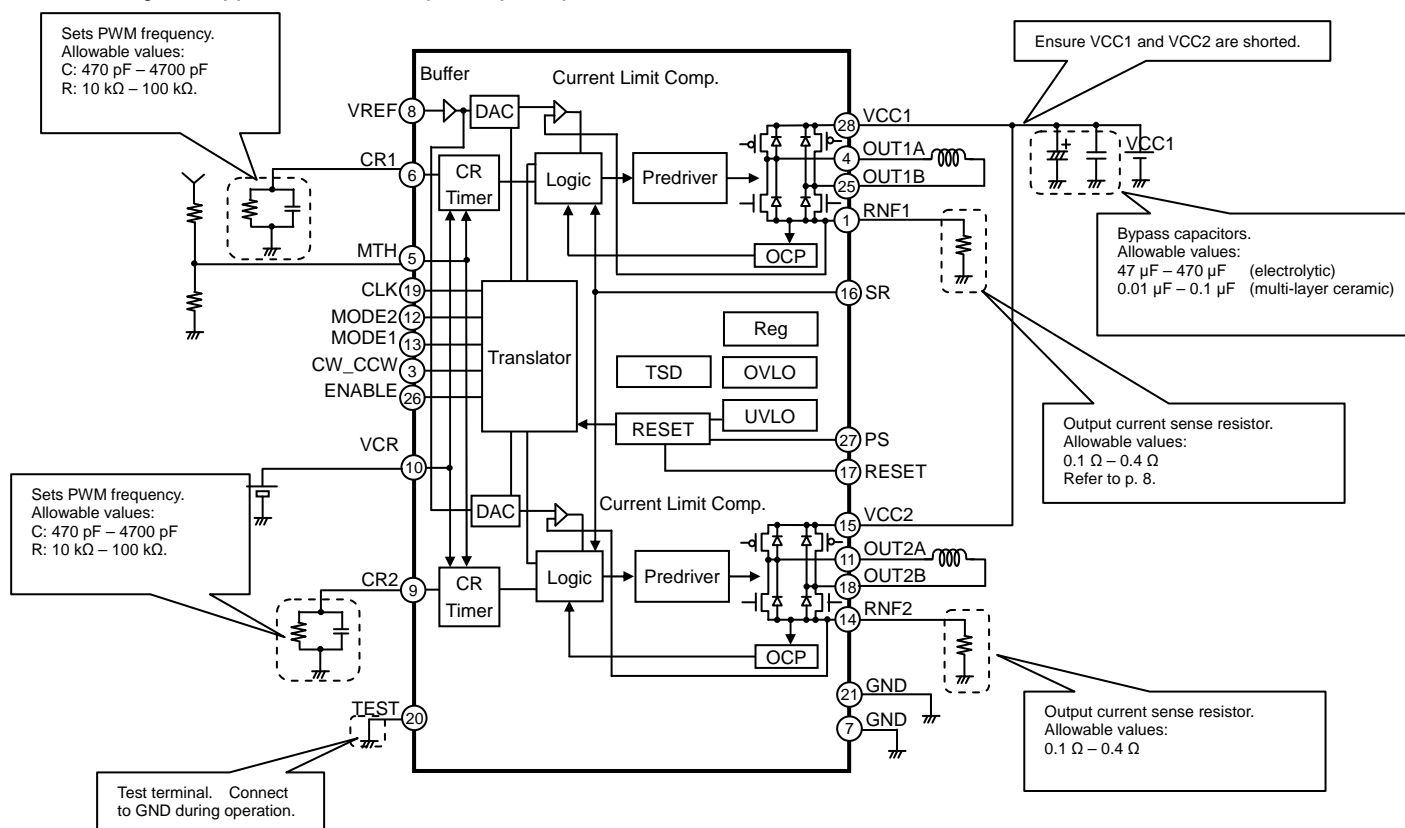 Sets PWM frequency.
Allowable values:
C: 470 pF – 4700 pF
R: 10 kΩ – 100 kΩ.
Ensure VCC1 and VCC2 are shorted.
Buffer
Current Limit Comp.
VREF
8
DAC
CR1
6
CR
Timer
Logic
Predriver
28
VCC1
4
OUT1A
25
OUT1B
1
RNF1
VCC1
OCP
MTH
5
CLK
19
MODE2
12
MODE1
13
CW_CCW
3
ENABLE
26
Translator
16
SR
Reg
TSD
OVLO
UVLO
RESET
27
PS
17
RESET
Bypass capacitors.
Allowable values:
47 µF – 470 µF (electrolytic)
0.01 µF – 0.1 µF (multi-layer ceramic)
Output current sense resistor.
Allowable values:
0.1 Ω – 0.4 Ω
Refer to p. 8.
VCR
10
Sets PWM frequency.
Allowable values:
C: 470 pF – 4700 pF
R: 10 kΩ – 100 kΩ.
DAC
Current Limit Comp.
CR2
9
CR
Timer
Logic
Predriver
15
VCC2
11
OUT2A
18
OUT2B
14
RNF2
OCP
21
GND
7
GND
TEST
20
Output current sense resistor.
Allowable values:
0.1 Ω – 0.4 Ω
Test terminal. Connect
to GND during operation.